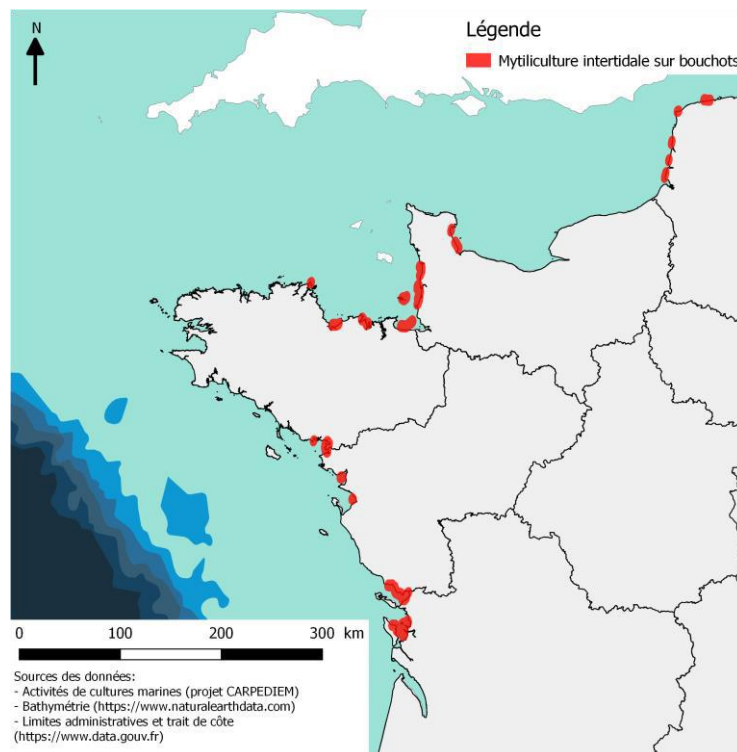 N
Légende
Mytiliculture intertidale sur bouchots
0 100 200 300 km
Sources des données:
- Activités de cultures marines (projet CARPEDIEM)
- Bathymétrie (https://www.naturalearthdata.com)
- Limites administratives et trait de côte
(https://www.data.gouv.fr)